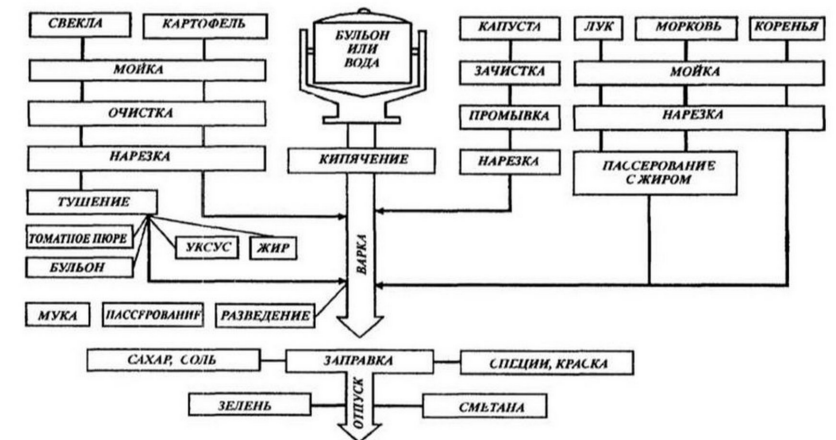 СВЕКЛА
КАРТОФЕЛЬ
БУЛЬОН
ИЛИ
ВОДА
КАПУСТА
ЛУК
МОРКОВЬ
КОРЕНЬЯ
МОЙКА
ЗАЧИСТКА
МОЙКА
ОЧИСТКА
ПРОМЫВКА
НАРЕЗКА
НАРЕЗКА
КИПЯЧЕНИЕ
НАРЕЗКА
ПАССЕРОВАНИЕ
С ЖИРОМ
ТУШЕНИЕ
ТОМАТНОЕ ПЮРЕ
УКСУС
ЖИР
БУЛЬОН
ВАРКА
МУКА
ПАССЕРОВАНИЕ
РАЗВЕДЕНИЕ
САХАР, СОЛЬ
ЗАПРАВКА
СПЕЦИИ, КРАСКА
ЗЕЛЕНЬ
ОТПУСК
СМЕТАНА